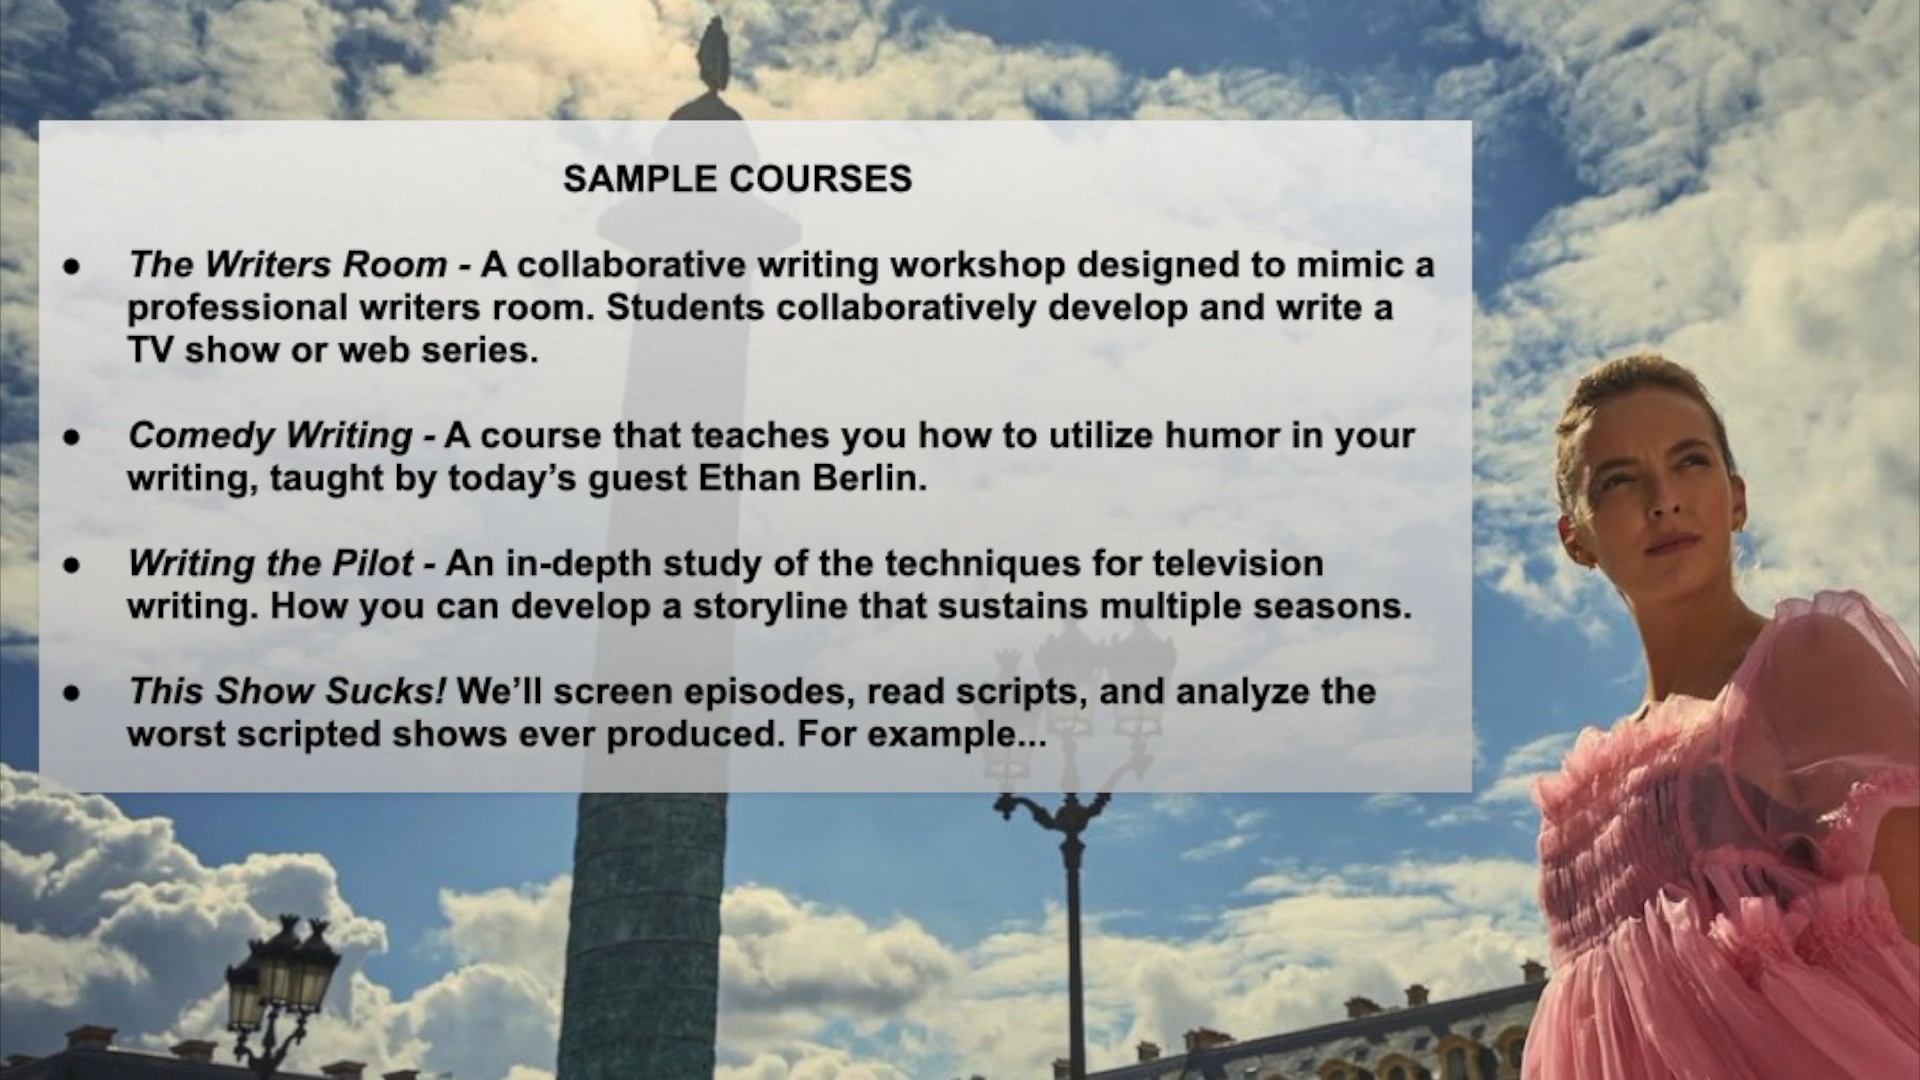 SAMPLE COURSES
● The Writers Room - A collaborative writing workshop designed to mimic a
professional writers room. Students collaboratively develop and write a
TV show or web series.
● Comedy Writing - A course that teaches you how to utilize humor in your
writing, taught by today’s guest Ethan Berlin.
● Writing the Pilot - An in-depth study of the techniques for television
writing. How you can develop a storyline that sustains multiple seasons.
● This Show Sucks! We’ll screen episodes, read scripts, and analyze the
worst scripted shows ever produced. For example...